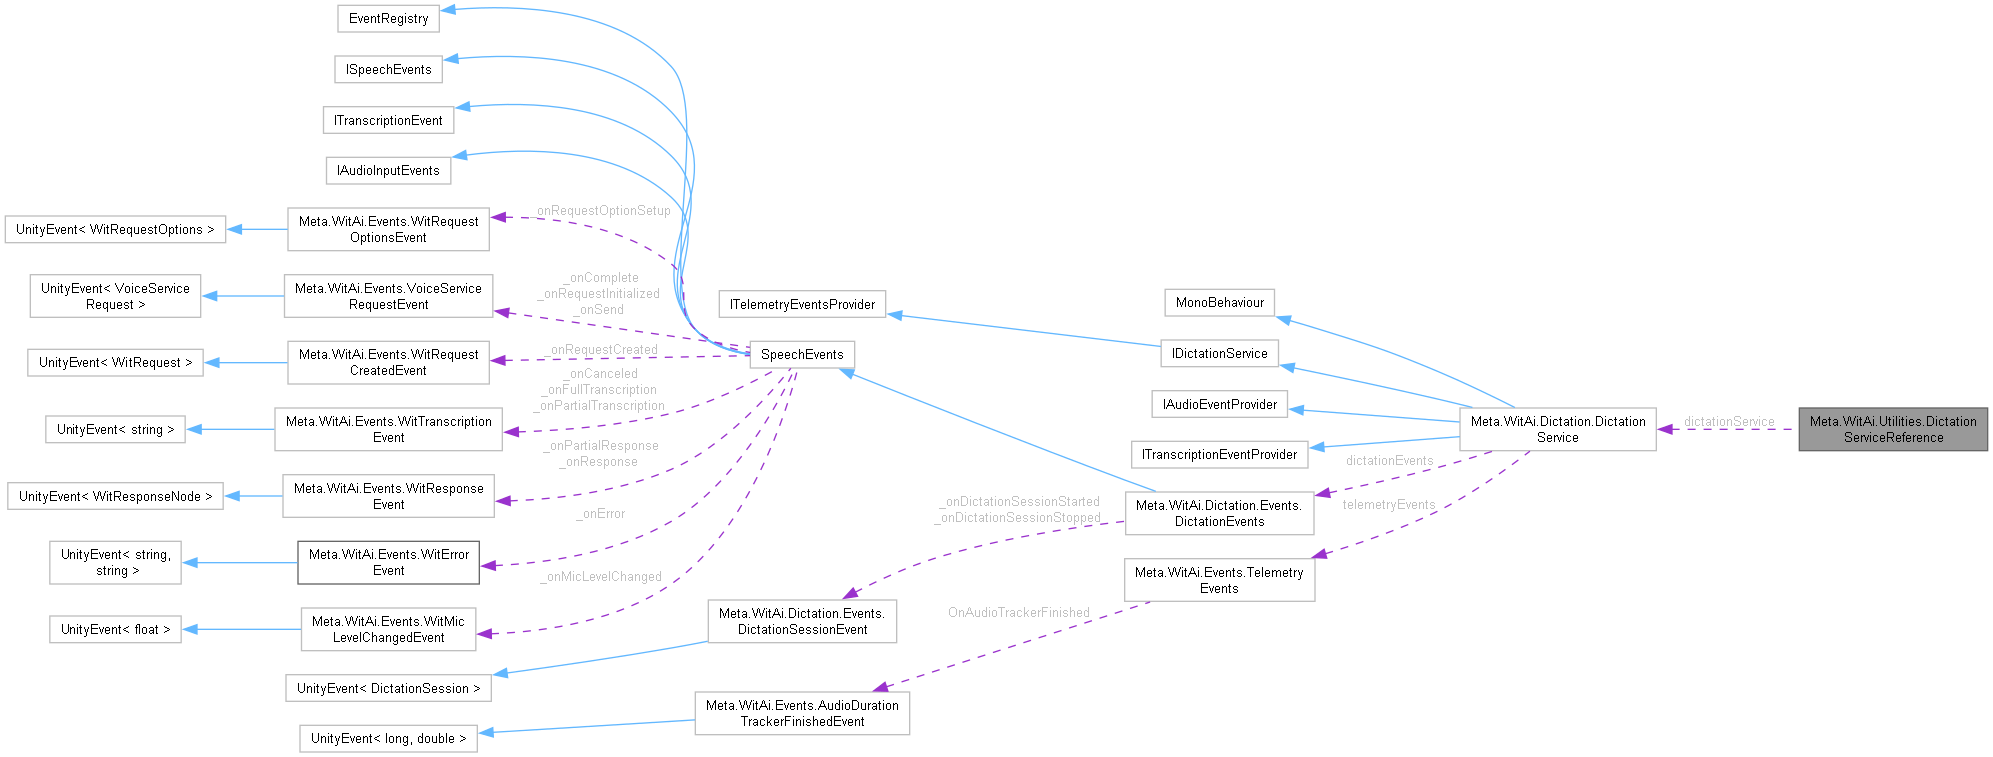 EventRegistry
ISpeechEvents
ITranscriptionEvent
IAudioInputEvents
UnityEvent< WitRequestOptions >
Meta.WitAi.Events.WitRequest
OptionsEvent
_onRequestOptionSetup
UnityEvent< VoiceService
Request >
Meta.WitAi.Events.VoiceService
RequestEvent
_onComplete
_onRequestInitialized
_onSend
UnityEvent< WitRequest >
Meta.WitAi.Events.WitRequest
CreatedEvent
_onRequestCreated
UnityEvent< string >
Meta.WitAi.Events.WitTranscription
Event
_onCanceled
_onFullTranscription
_onPartialTranscription
UnityEvent< WitResponseNode >
Meta.WitAi.Events.WitResponse
Event
_onPartialResponse
_onResponse
UnityEvent< string,
string >
Meta.WitAi.Events.WitError
Event
_onError
UnityEvent< float >
Meta.WitAi.Events.WitMic
LevelChangedEvent
_onMicLevelChanged
UnityEvent< DictationSession >
UnityEvent< long, double >
ITelemetryEventsProvider
SpeechEvents
Meta.WitAi.Dictation.Events.
DictationSessionEvent
_onDictationSessionStarted
_onDictationSessionStopped
Meta.WitAi.Events.AudioDuration
TrackerFinishedEvent
OnAudioTrackerFinished
MonoBehaviour
IDictationService
IAudioEventProvider
ITranscriptionEventProvider
Meta.WitAi.Dictation.Events.
DictationEvents
Meta.WitAi.Events.Telemetry
Events
dictationEvents
telemetryEvents
Meta.WitAi.Dictation.Dictation
Service
dictationService
Meta.WitAi.Utilities.Dictation
ServiceReference